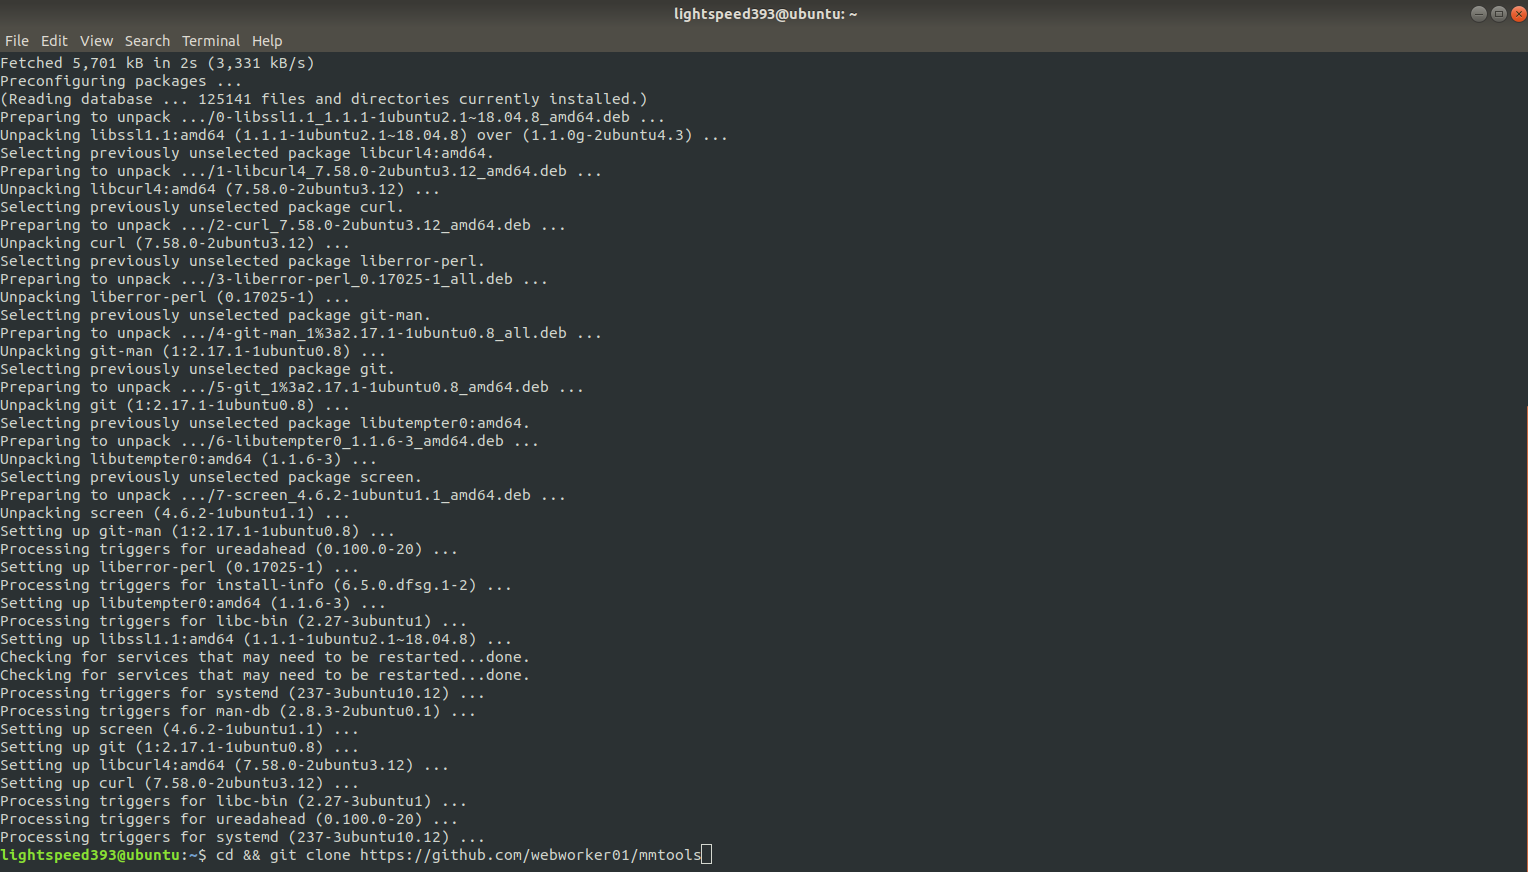 lightspeed393@ubuntu: ~
File Edit View Search Terminal Help
Fetched 5,701 kB in 2s (3,331 kB/s)
Preconfiguring packages ...
(Reading database ... 125141 files and directories currently installed.)
Preparing to unpack .../0-libssl1.1_1.1.1-1ubuntu2.1~18.04.8_amd64.deb ...
Unpacking libssl1.1:amd64 (1.1.1-1ubuntu2.1~18.04.8) over (1.1.0g-2ubuntu4.3) ...
Selecting previously unselected package libcurl4:amd64.
Preparing to unpack .../1-libcurl4_7.58.0-2ubuntu3.12_amd64.deb ...
Unpacking libcurl4:amd64 (7.58.0-2ubuntu3.12) ...
Selecting previously unselected package curl.
Preparing to unpack .../2-curl_7.58.0-2ubuntu3.12_amd64.deb ...
Unpacking curl (7.58.0-2ubuntu3.12) ...
Selecting previously unselected package liberror-perl.
Preparing to unpack .../3-liberror-perl_0.17025-1_all.deb ...
Unpacking liberror-perl (0.17025-1) ...
Selecting previously unselected package git-man.
Preparing to unpack .../4-git-man_1%3a2.17.1-1ubuntu0.8_all.deb ...
Unpacking git-man (1:2.17.1-1ubuntu0.8) ...
Selecting previously unselected package git.
Preparing to unpack .../5-git_1%3a2.17.1-1ubuntu0.8_amd64.deb ...
Unpacking git (1:2.17.1-1ubuntu0.8) ...
Selecting previously unselected package libutempter0:amd64.
Preparing to unpack .../6-libutempter0_1.1.6-3_amd64.deb ...
Unpacking libutempter0:amd64 (1.1.6-3) ...
Selecting previously unselected package screen.
Preparing to unpack .../7-screen_4.6.2-1ubuntu1.1_amd64.deb ...
Unpacking screen (4.6.2-1ubuntu1.1) ...
Setting up git-man (1:2.17.1-1ubuntu0.8) ...
Processing triggers for ureadahead (0.100.0-20) ...
Setting up liberror-perl (0.17025-1) ...
Processing triggers for install-info (6.5.0.dfsg.1-2) ...
Setting up libutempter0:amd64 (1.1.6-3) ...
Processing triggers for libc-bin (2.27-3ubuntu1) ...
Setting up libssl1.1:amd64 (1.1.1-1ubuntu2.1~18.04.8) ...
Checking for services that may need to be restarted...done.
Checking for services that may need to be restarted...done.
Processing triggers for systemd (237-3ubuntu10.12) ...
Processing triggers for man-db (2.8.3-2ubuntu0.1) ...
Setting up screen (4.6.2-1ubuntu1.1) ...
Setting up git (1:2.17.1-1ubuntu0.8) ...
Setting up libcurl4:amd64 (7.58.0-2ubuntu3.12) ...
Setting up curl (7.58.0-2ubuntu3.12) ...
Processing triggers for libc-bin (2.27-3ubuntu1) ...
Processing triggers for ureadahead (0.100.0-20) ...
Processing triggers for systemd (237-3ubuntu10.12) ...
lightspeed393@ubuntu:~$ cd && git clone https://github.com/webworker01/mmtools